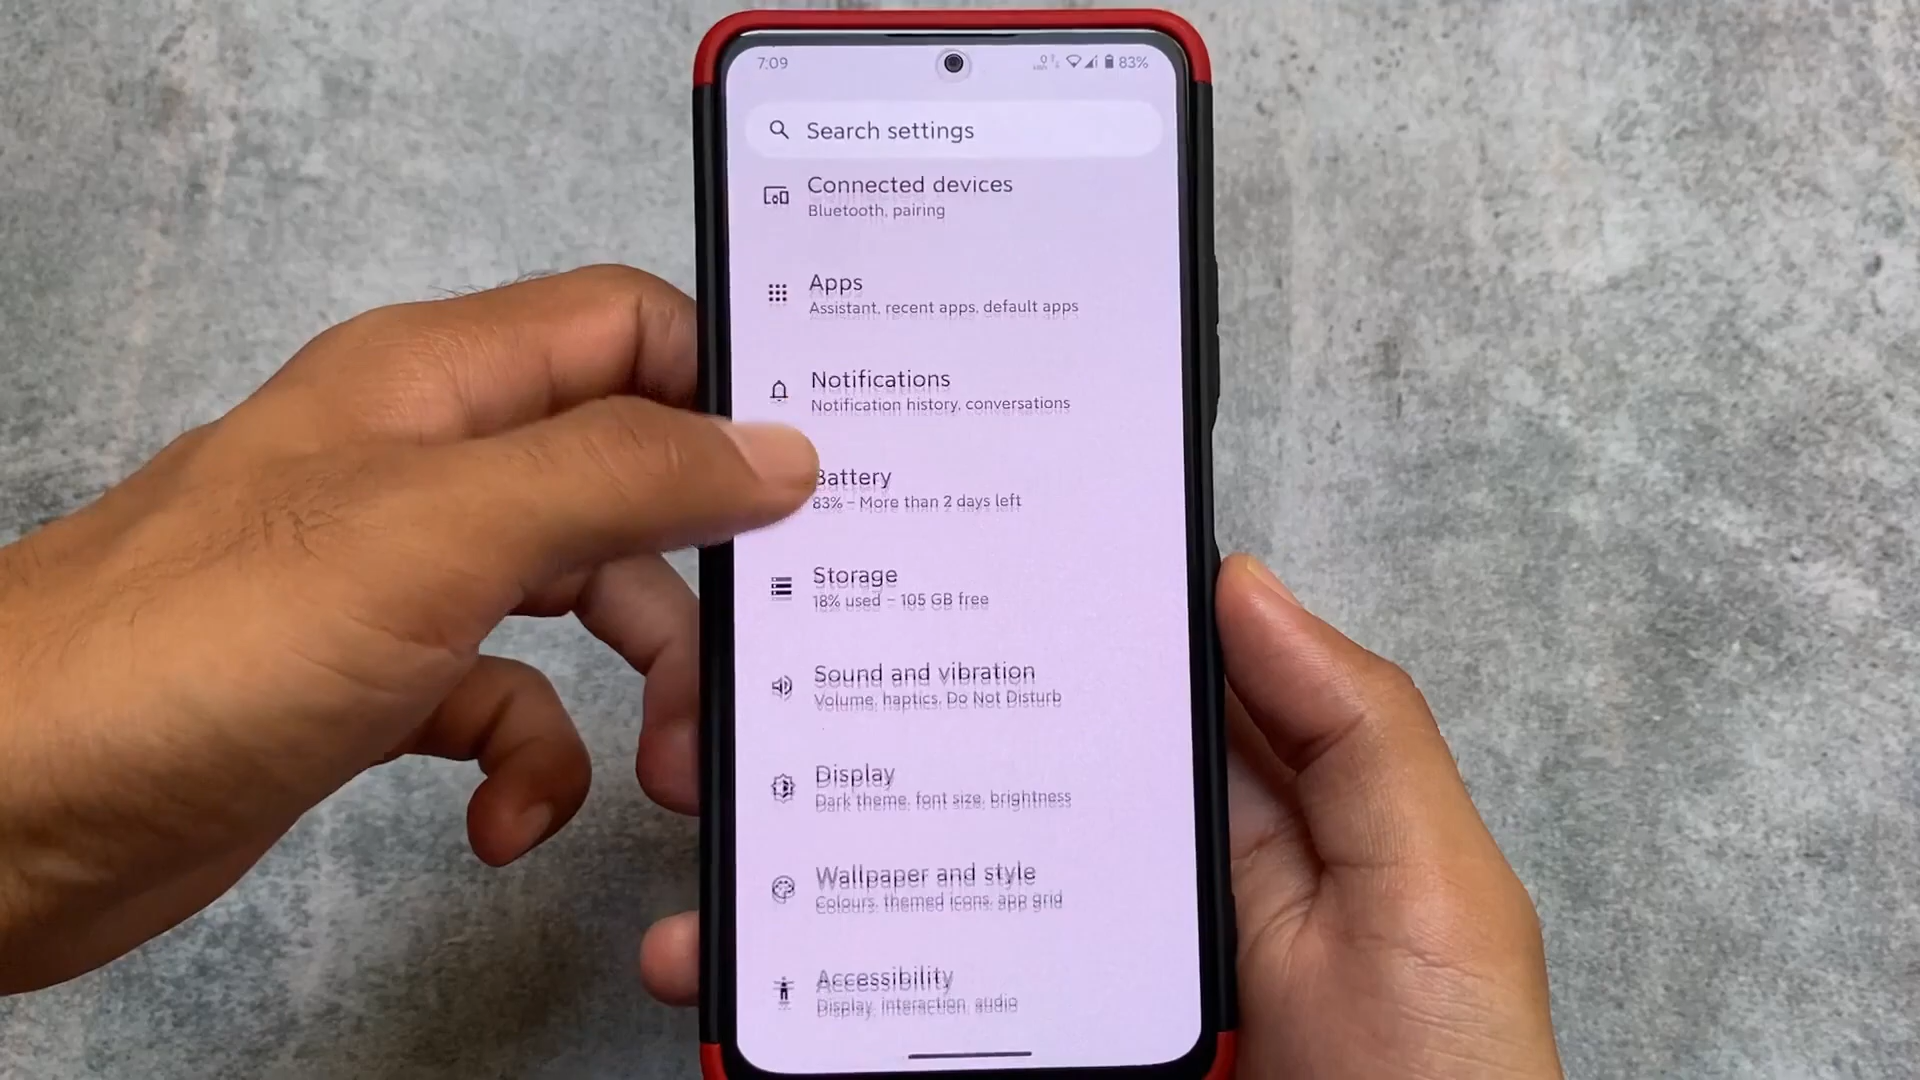 7:09
83%
Search settings
Connected devices
Bluetooth, pairing
Apps
Assistant, recent apps, default apps
Notifications
Notification history, conversations
Battery
83% – More than 2 days left
Storage
18% used – 105 GB free
Sound and vibration
Volume, haptics, Do Not Disturb
Display
Dark theme, font size, brightness
Wallpaper and style
Colours, themed icons, app grid
Accessibility
Display, interaction, audio